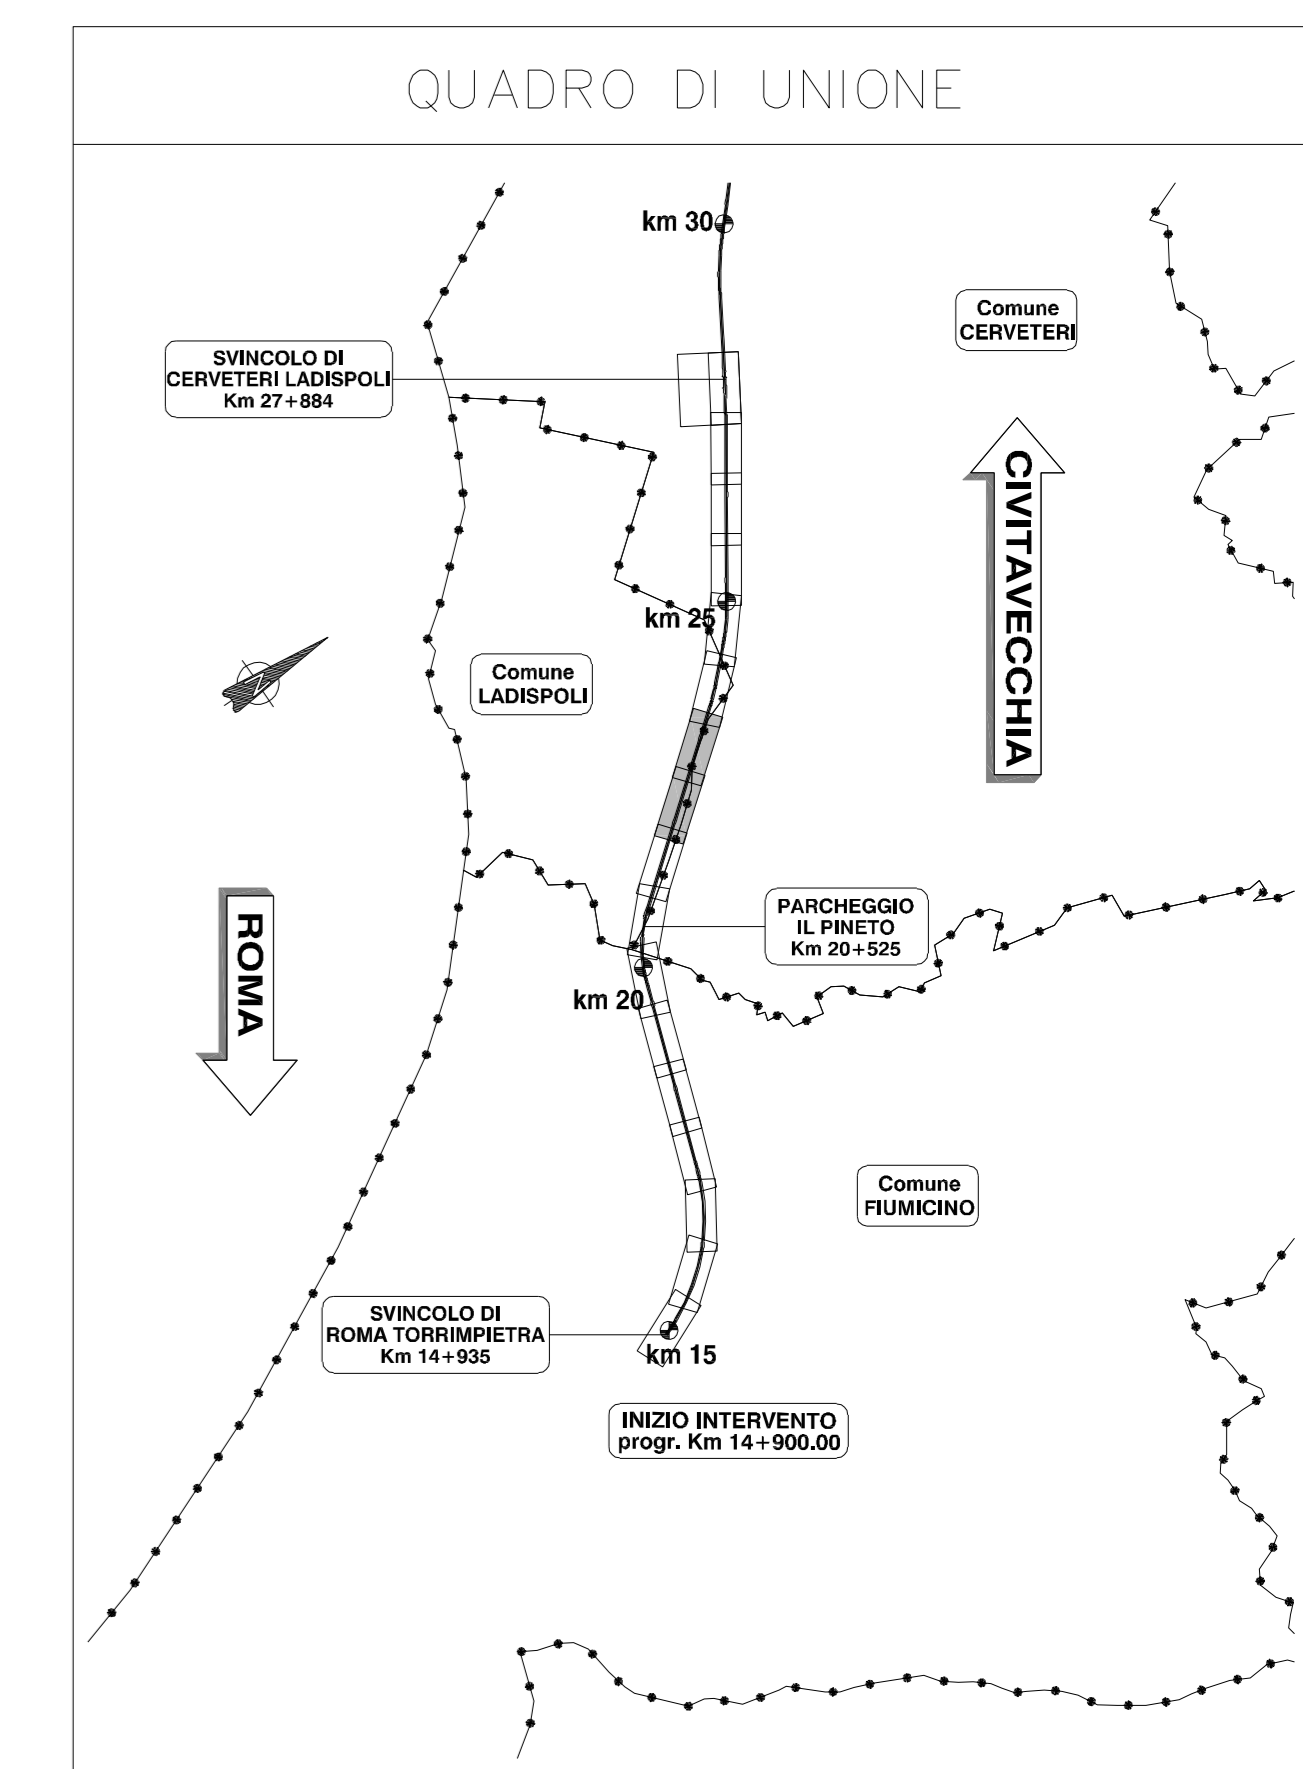 QUADRO DI UNIONE
km 30
Comune
CERVETERI
SVINCOLO DI
CERVETERI LADISPOLI
Km 27+884
CIVITAVECCHIA
km 25
N
Comune
LADISPOLI
PARCHEGGIO
IL PINETO
Km 20+525
ROMA
km 20
Comune
FIUMICINO
SVINCOLO DI
ROMA TORRIMPIETRA
Km 14+935
km 15
INIZIO INTERVENTO
progr. Km 14+900.00